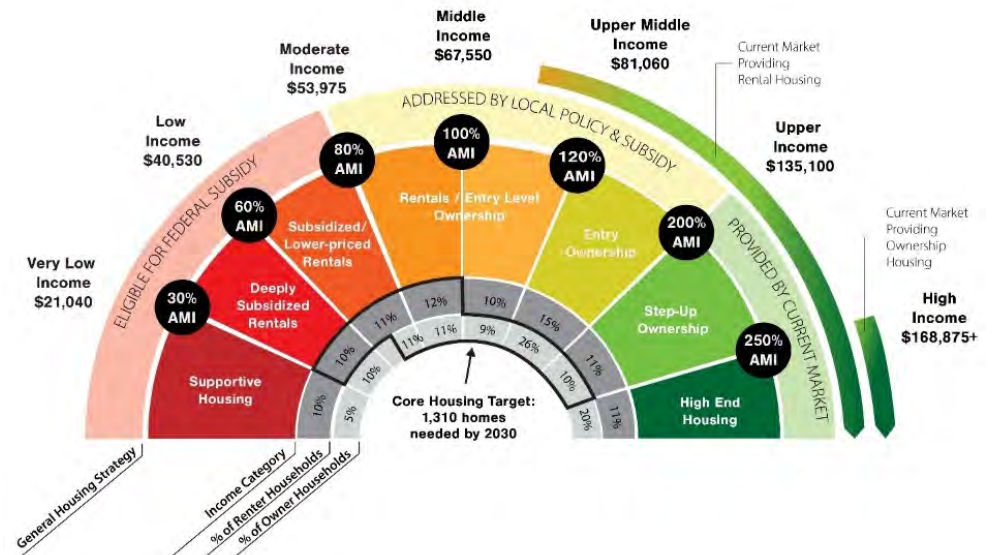 Very Low
Income
$21,040
Low
Income
$40,530
Moderate
Income
$53,975
Middle
Income
$67,550
Upper Middle
Income
$81,060
Upper
Income
$135,100
High
Income
$168,875+
Current Market
Providing
Rental Housing
Current Market
Providing
Ownership
Housing
ELIGIBLE FOR FEDERAL SUBSIDY
ADDRESSED BY LOCAL POLICY & SUBSIDY
PROVIDED BY CURRENT MARKET
30%
AMI
60%
AMI
80%
AMI
100%
AMI
120%
AMI
200%
AMI
250%
AMI
Supportive
Housing
Deeply
Subsidized
Rentals
Subsidized/
Lower-priced
Rentals
Rentals / Entry Level
Ownership
Entry
Ownership
Step-Up
Ownership
High End
Housing
10%
10%
11%
12%
10%
15%
11%
11%
5%
10%
11%
11%
9%
26%
10%
20%
Core Housing Target:
1,310 homes
needed by 2030
General Housing Strategy
Income Category
% of Renter Households
% of Owner Households